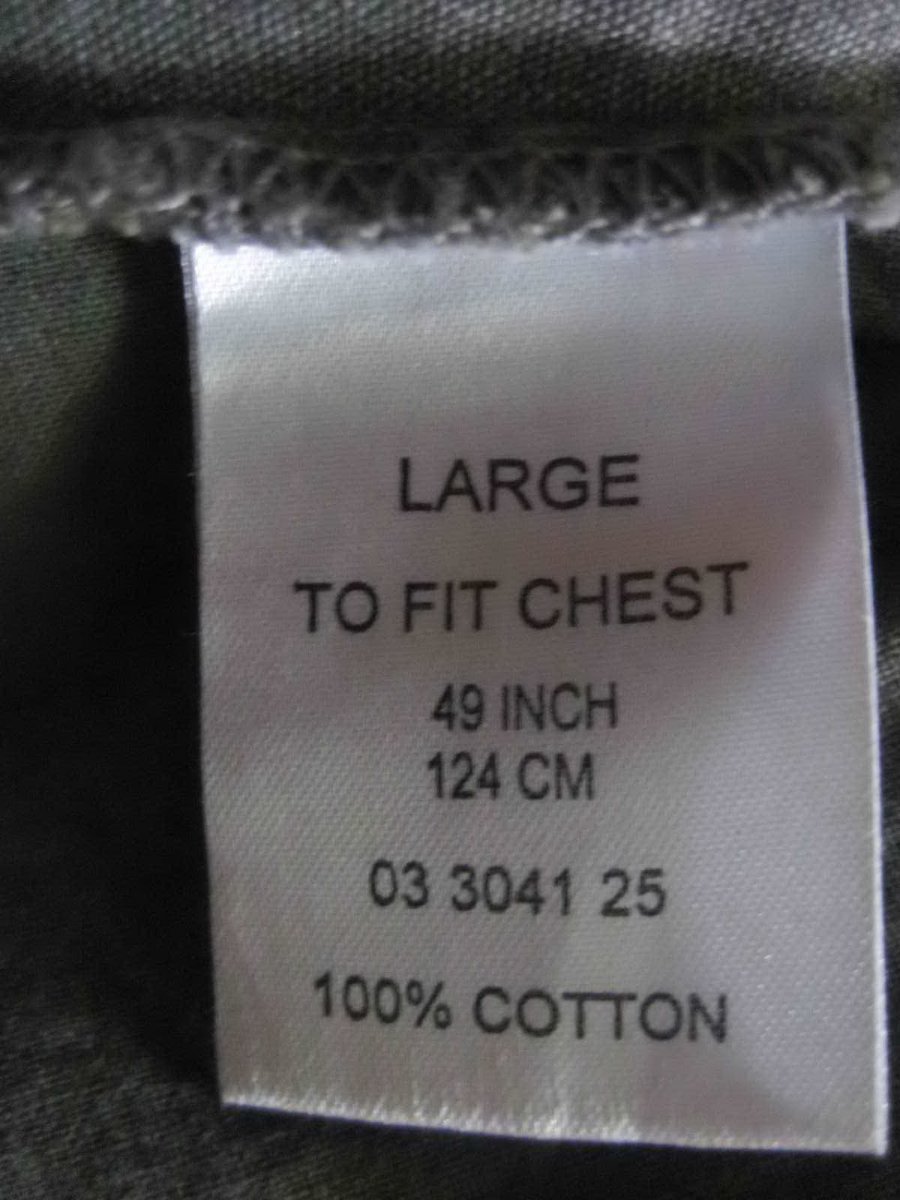 LARGE
TO FIT CHEST
49 INCH
124 CM
03 3041 25
100% COTTON